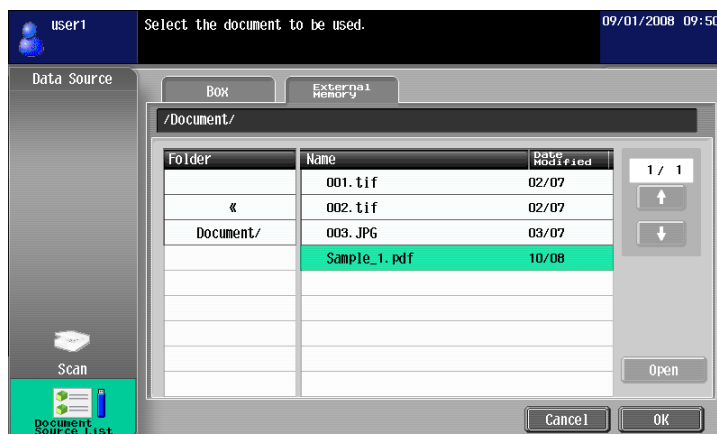 user1
Select the document to be used.
09/01/2008 09:50
Data Source
Box
External
Memory
/Document/
Folder
Name
Date
Modified
1/ 1
001.tif 02/07
« 002.tif 02/07
Document/ 003.JPG 03/07
Sample_1.pdf 10/08
Scan
Open
Document
Source List
Cancel
OK